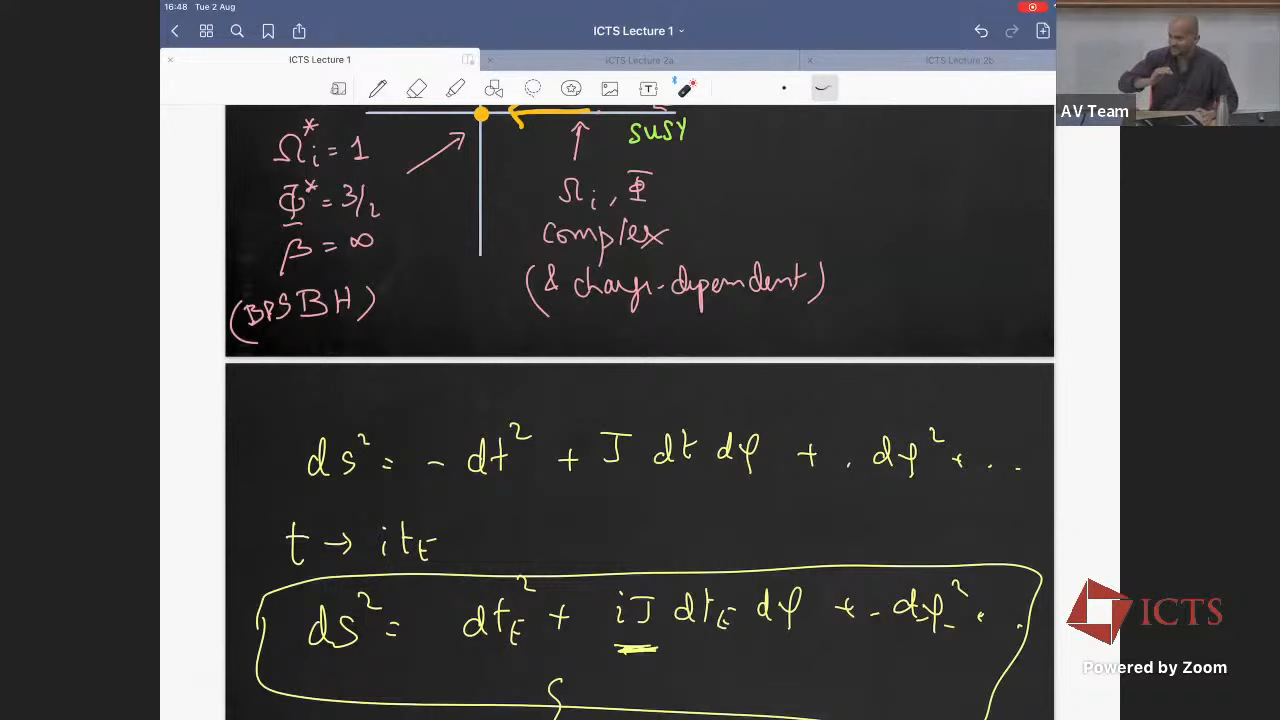 16:48 Tue 2 Aug
ICTS Lecture 1
ICTS Lecture 1
ICTS Lecture 2a
ICTS Lecture 2b
AV Team
SUSY
Ω_i^* = 1
Φ^* = 3/2
β = ∞
(BPS BH)
Ω_i, Φ
complex
(& charge-dependent)
ds² = - dt² + J dt dφ + . dφ² + ...
t → i t_E
ds² = dt_E² + iJ dt_E dφ + . dφ² . .
ICTS
Powered by Zoom